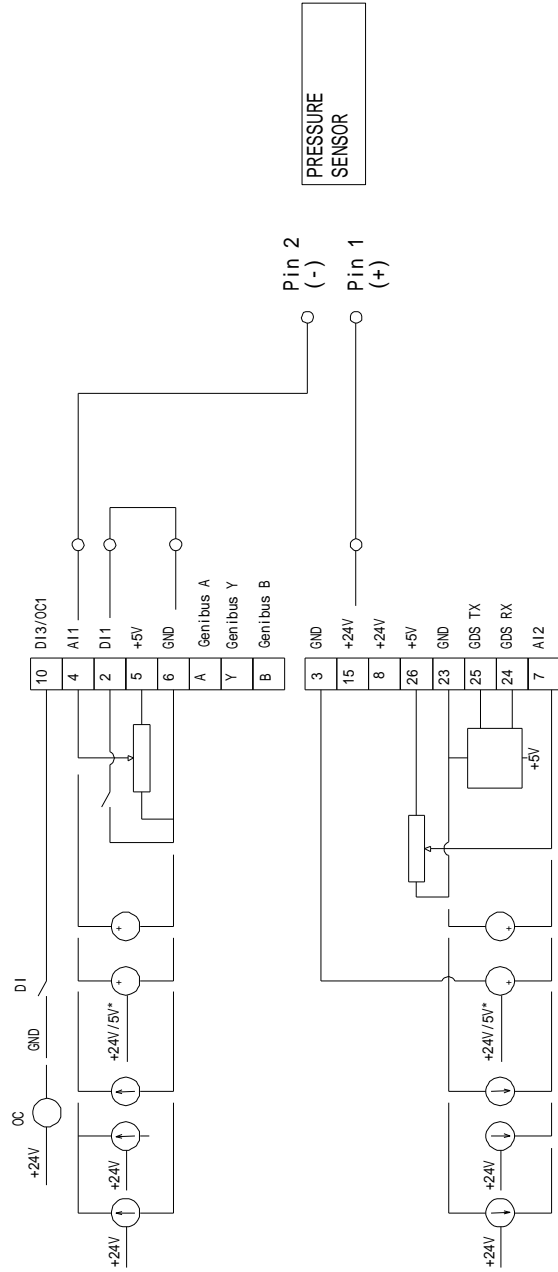 +24V
OC
GND
DI
10
DI3/OC1
4
AI1
2
DI1
5
+5V
6
GND
A
Genibus A
Y
Genibus Y
B
Genibus B
+24V
+24V
+24V/5V*
+
+
Pin 2
(-)
Pin 1
(+)
PRESSURE
SENSOR
3
GND
15
+24V
8
+24V
26
+5V
23
GND
25
GDS TX
24
GDS RX
7
AI2
+5V
+24V
+24V
+24V/5V*
+
+